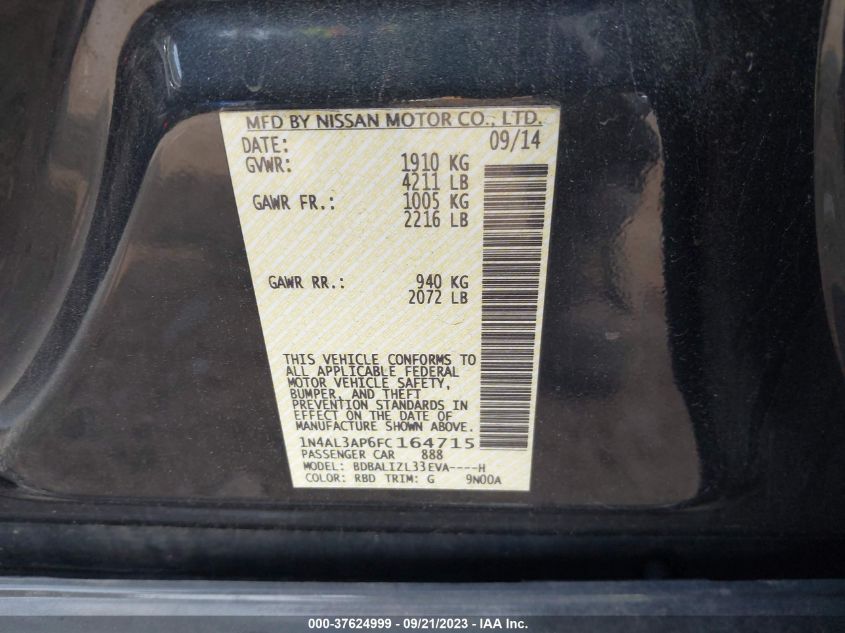 MFD BY NISSAN MOTOR CO., LTD.
DATE: 09/14
GVWR: 1910 KG
4211 LB
GAWR FR.: 1005 KG
2216 LB
GAWR RR.: 940 KG
2072 LB
THIS VEHICLE CONFORMS TO
ALL APPLICABLE FEDERAL
MOTOR VEHICLE SAFETY,
BUMPER, AND THEFT
PREVENTION STANDARDS IN
EFFECT ON THE DATE OF
MANUFACTURE SHOWN ABOVE.
1N4AL3AP6FC164715
PASSENGER CAR 888
MODEL: BDBALIZL33EVA----H
COLOR: RBD TRIM: G 9N00A
000-37624999 - 09/21/2023 - IAA Inc.